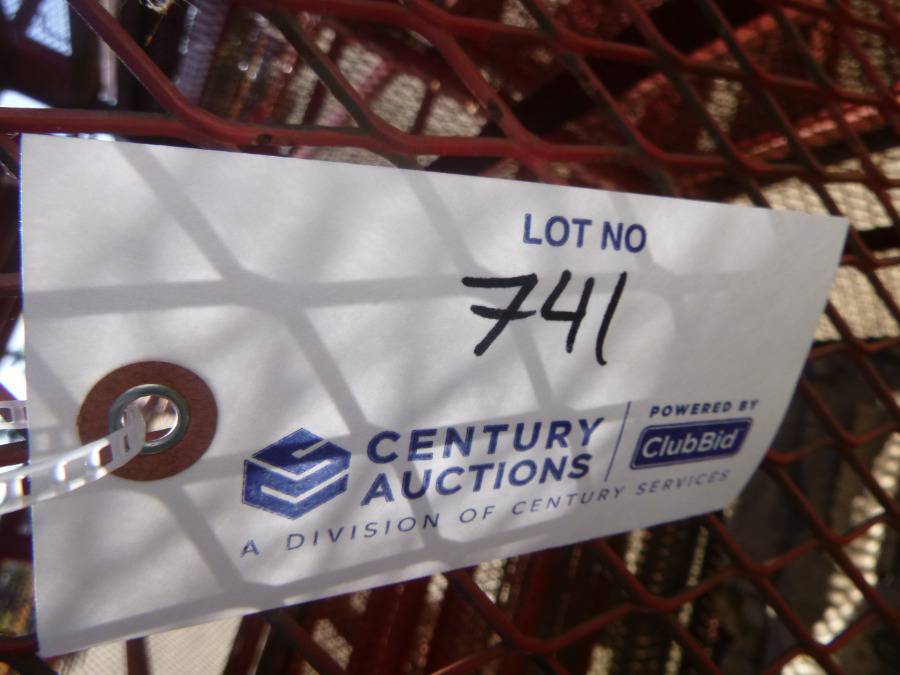 LOT NO
741
CENTURY
AUCTIONS
POWERED BY
ClubBid
A DIVISION OF CENTURY SERVICES